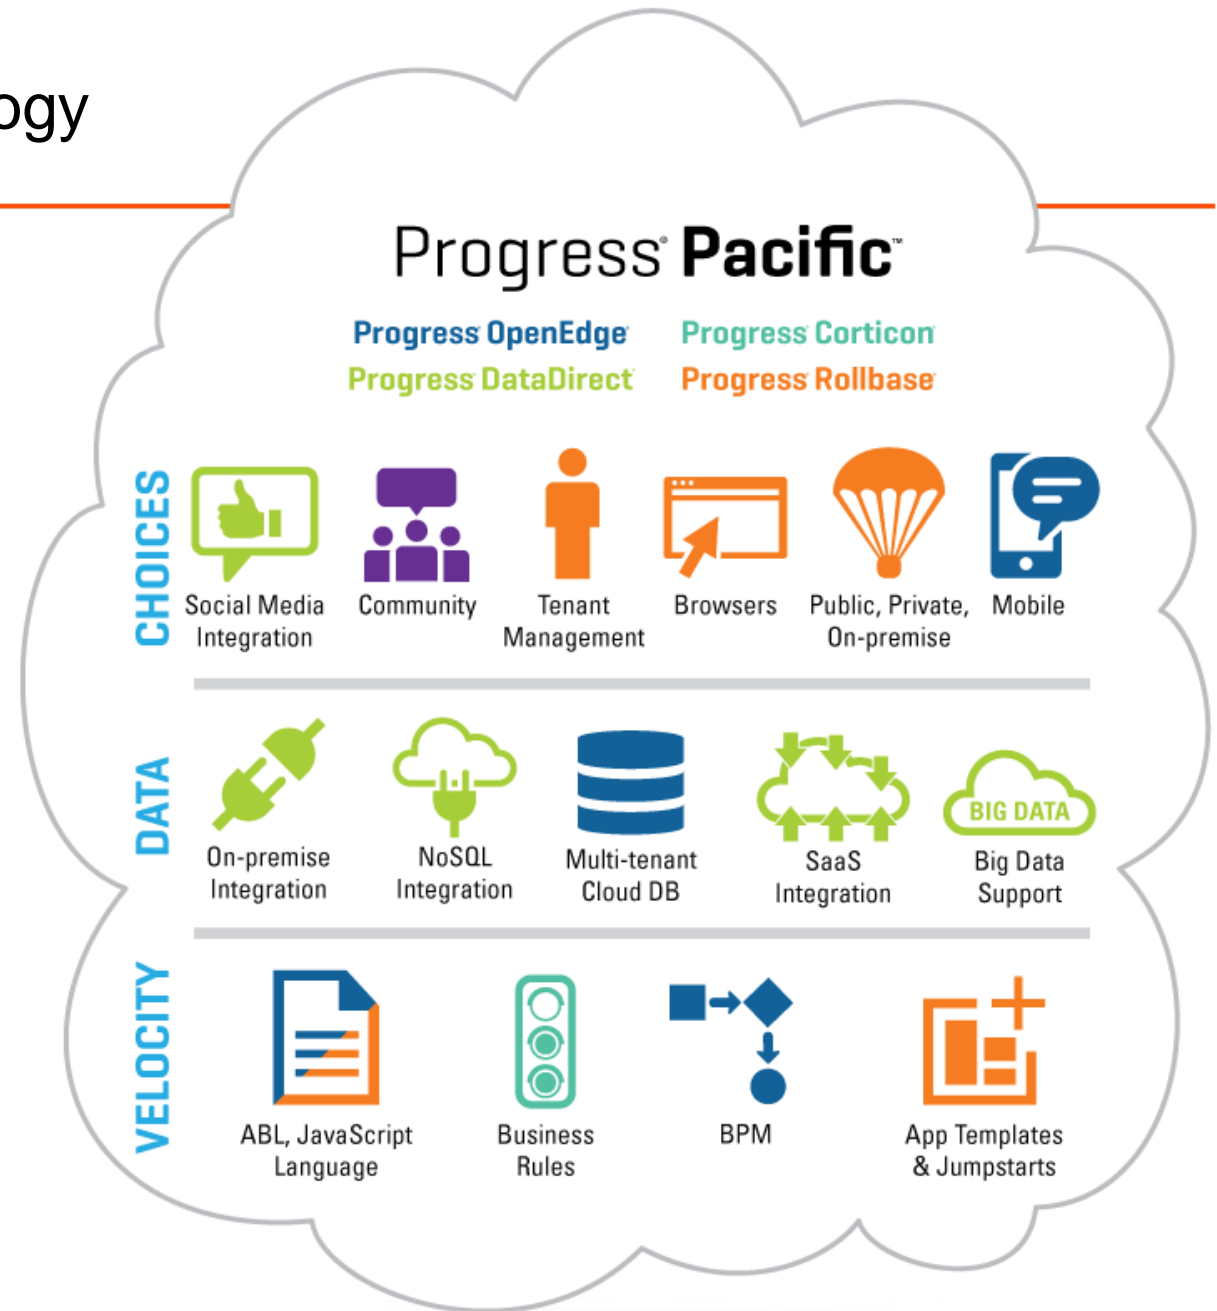 ogy
Progress® Pacific™
Progress® OpenEdge® Progress® Corticon®
Progress® DataDirect® Progress® Rollbase®
CHOICES
Social Media
Integration
Community
Tenant
Management
Browsers
Public, Private,
On-premise
Mobile
DATA
On-premise
Integration
NoSQL
Integration
Multi-tenant
Cloud DB
SaaS
Integration
BIG DATA
Big Data
Support
VELOCITY
ABL, JavaScript
Language
Business
Rules
BPM
App Templates
& Jumpstarts